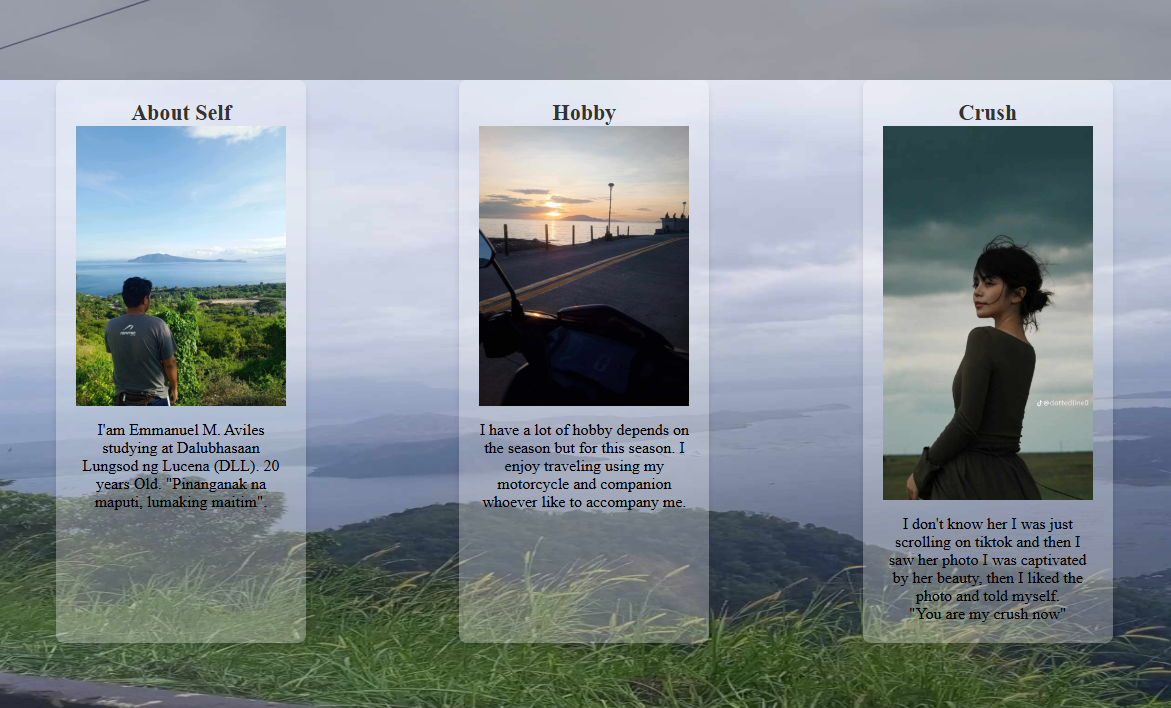 About Self
I'am Emmanuel M. Aviles
studying at Dalubhasaan
Lungsod ng Lucena (DLL). 20
years Old. "Pinanganak na
maputi, lumaking maitim".
Hobby
I have a lot of hobby depends on
the season but for this season. I
enjoy traveling using my
motorcycle and companion
whoever like to accompany me.
Crush
@dottedline8
I don't know her I was just
scrolling on tiktok and then I
saw her photo I was captivated
by her beauty, then I liked the
photo and told myself.
"You are my crush now"